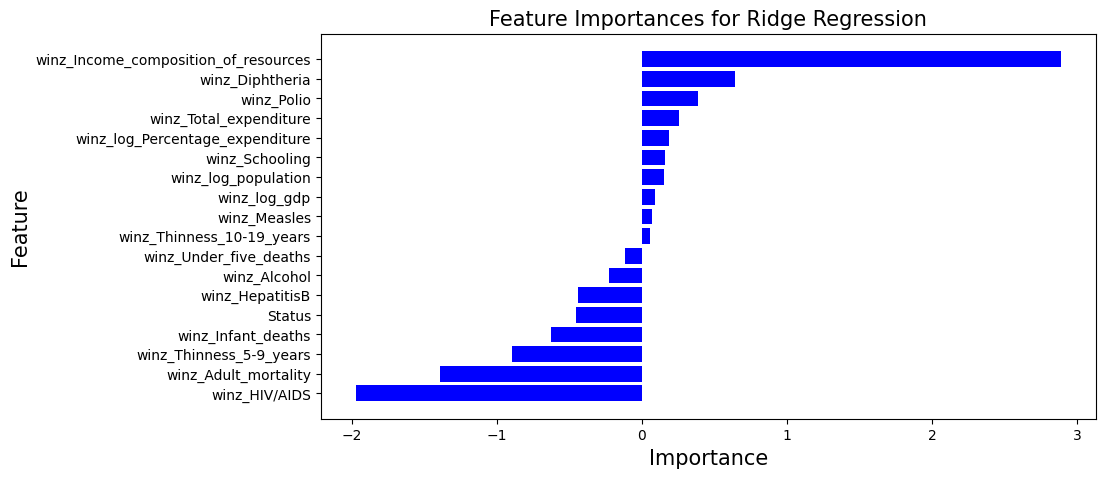 Feature Importances for Ridge Regression
Feature
winz_Income_composition_of_resources
winz_Diphtheria
winz_Polio
winz_Total_expenditure
winz_log_Percentage_expenditure
winz_Schooling
winz_log_population
winz_log_gdp
winz_Measles
winz_Thinness_10-19_years
winz_Under_five_deaths
winz_Alcohol
winz_HepatitisB
Status
winz_Infant_deaths
winz_Thinness_5-9_years
winz_Adult_mortality
winz_HIV/AIDS
−2 −1 0 1 2 3
Importance